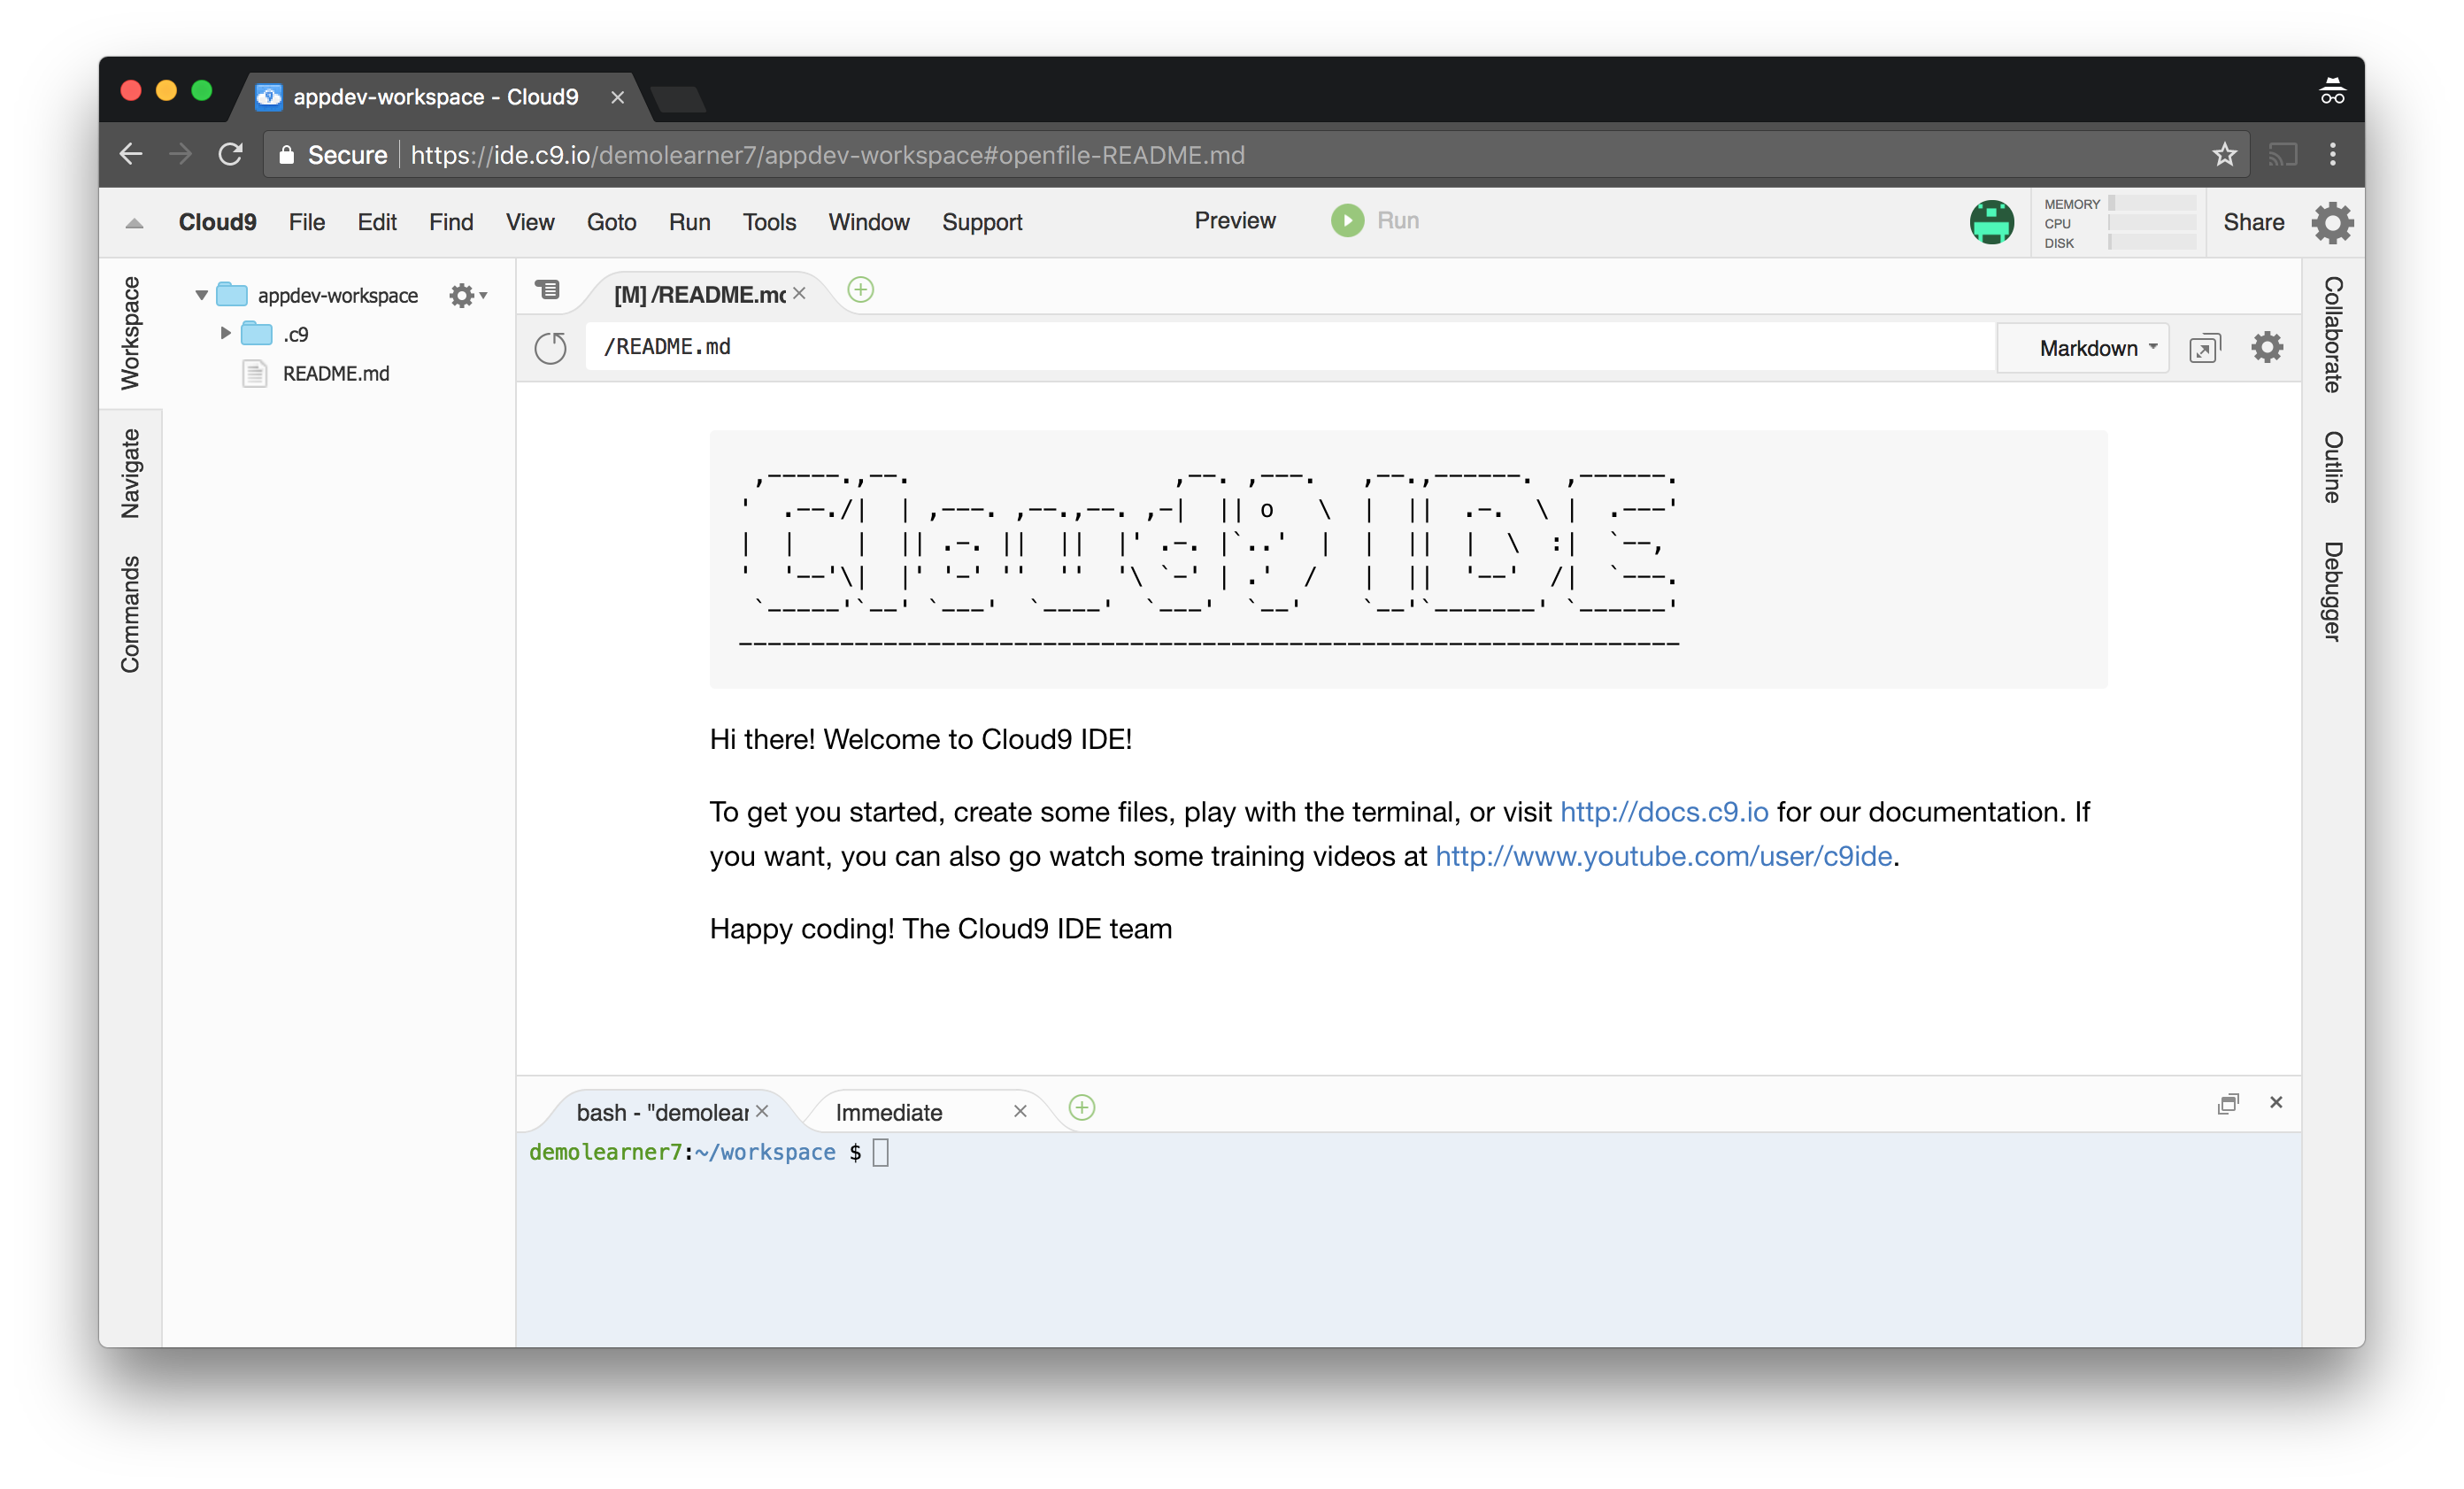 appdev-workspace - Cloud9
Secure https://ide.c9.io/demolearner7/appdev-workspace#openfile-README.md
Cloud9 File Edit Find View Goto Run Tools Window Support Preview Run MEMORY CPU DISK Share
Workspace
Navigate
Commands
appdev-workspace
.c9
README.md
[M] /README.mc
/README.md Markdown
 ,-----.,--.                  ,--. ,---.   ,--.,------.  ,------.
'  .--./|  | ,---. ,--.,--. ,-|  || o   \  |  ||  .-.  \ |  .---'
|  |    |  || .-. ||  ||  |' .-. |`..'  |  |  ||  |  \  :|  `--,
'  '--'\|  |' '-' ''  ''  '\ `-' | .'  /   |  ||  '--'  /|  `---.
 `-----'`--' `---'  `----'  `---'  `--'    `--'`-------' `------'
-----------------------------------------------------------------
Hi there! Welcome to Cloud9 IDE!
To get you started, create some files, play with the terminal, or visit http://docs.c9.io for our documentation. If
you want, you can also go watch some training videos at http://www.youtube.com/user/c9ide.
Happy coding! The Cloud9 IDE team
bash - "demolear Immediate
demolearner7:~/workspace $
Collaborate
Outline
Debugger